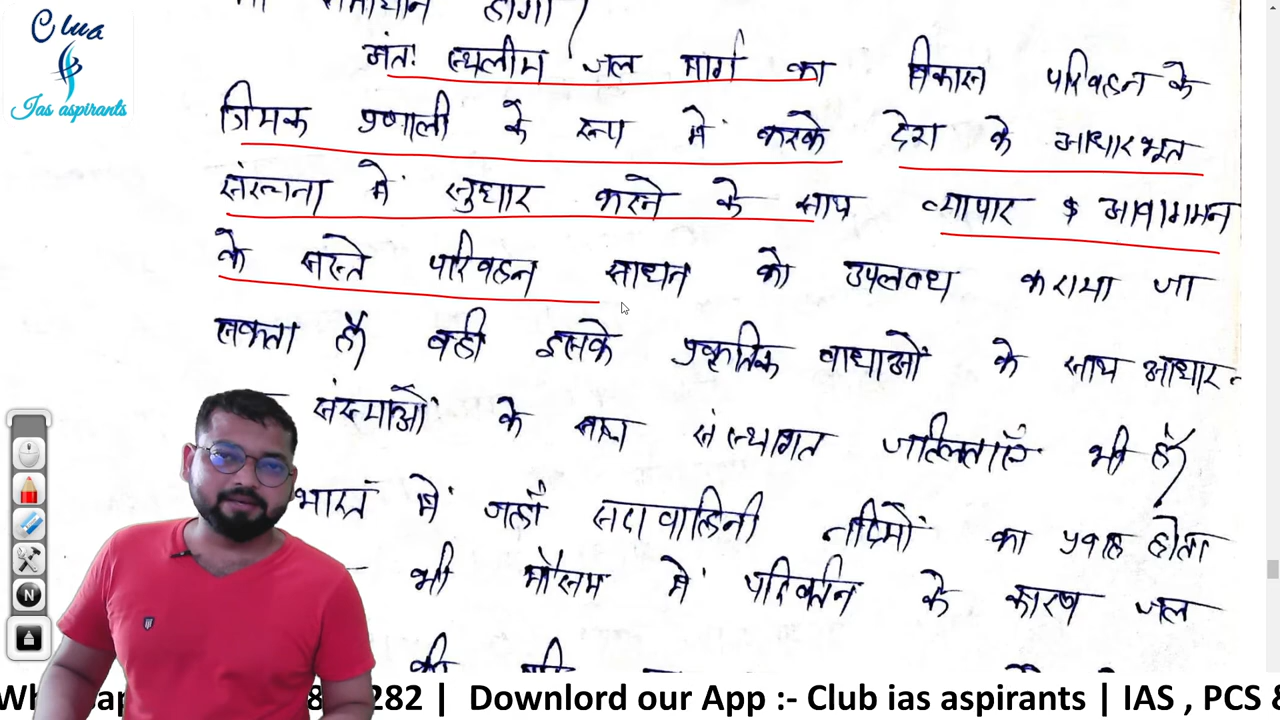 Clua
Ias aspirants
समाधान होगा।
अंतः स्थलीय जल मार्ग का विकास परिवहन के
क्रिमिक प्रणाली के रूप में करके देश के आधारभूत
संरचना में सुधार करने के साथ व्यापार $ आवागमन
के सस्ते परिवहन साधन को उपलब्ध कराया जा
सकता है। वही इसके प्रकृतिक बाधाओं के साथ आधार-
संरचनाओं के साथ संस्थागत जटिलताएँ भी हैं।
भारत में जहाँ सदावाहिनी नदियों का प्रवाह होता
भी मौसम में परिवर्तन के कारण जल
की
N
282 | Downlord our App :- Club ias aspirants | IAS , PCS &